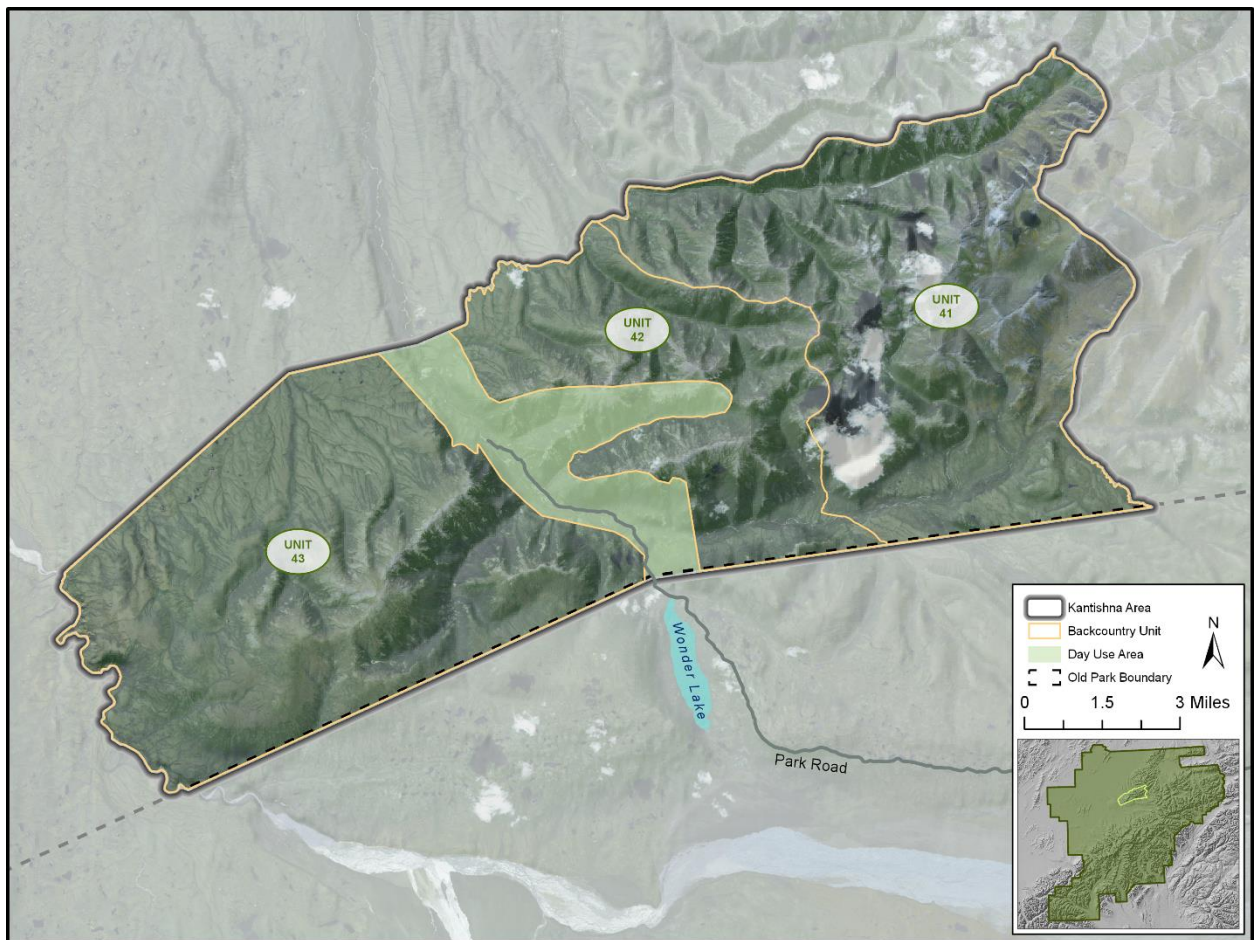 UNIT
41
UNIT
42
UNIT
43
Wonder Lake
Park Road
Kantishna Area
Backcountry Unit
Day Use Area
Old Park Boundary
N
0 1.5 3 Miles